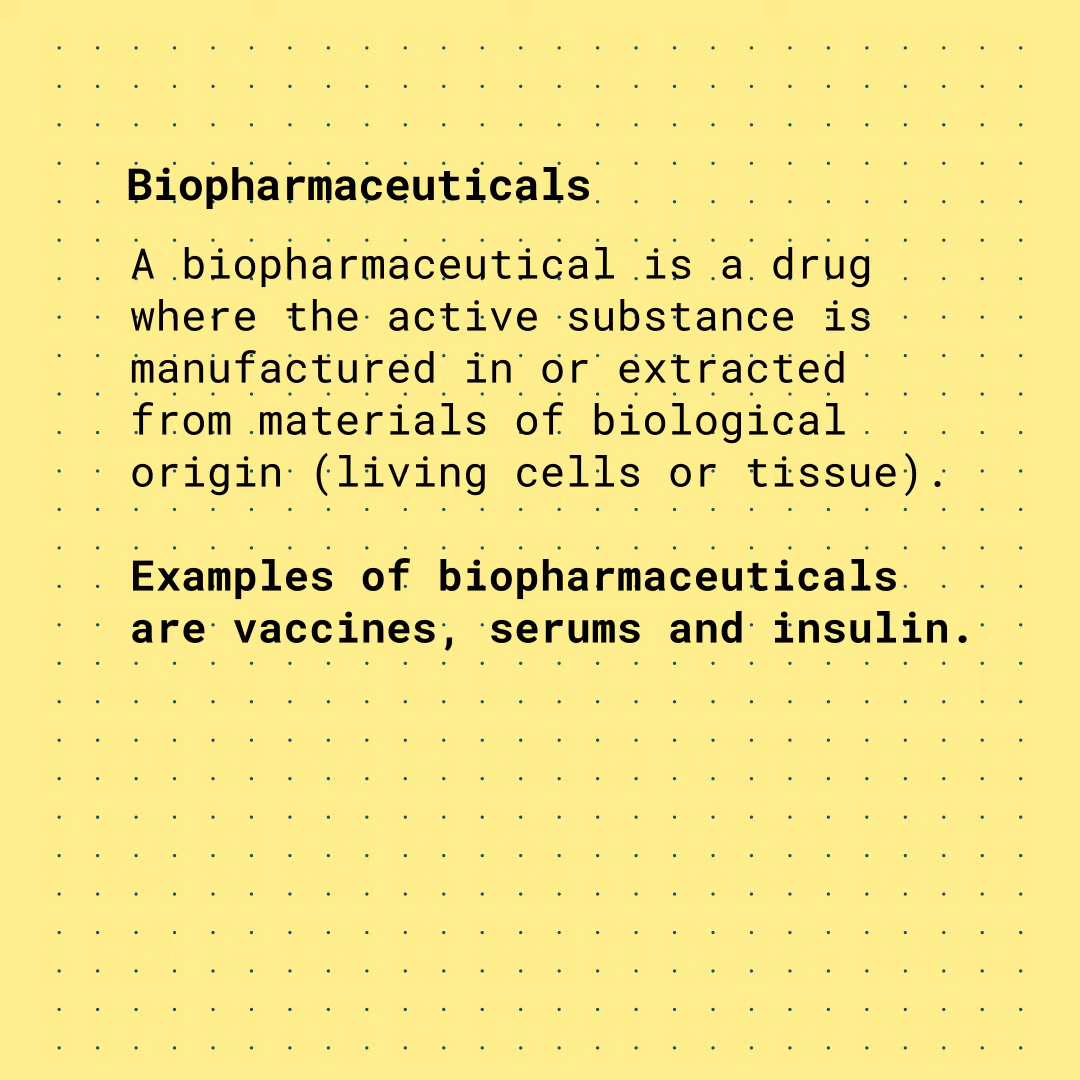 Biopharmaceuticals
A biopharmaceutical is a drug
where the active substance is
manufactured in or extracted
from materials of biological
origin (living cells or tissue).
Examples of biopharmaceuticals
are vaccines, serums and insulin.